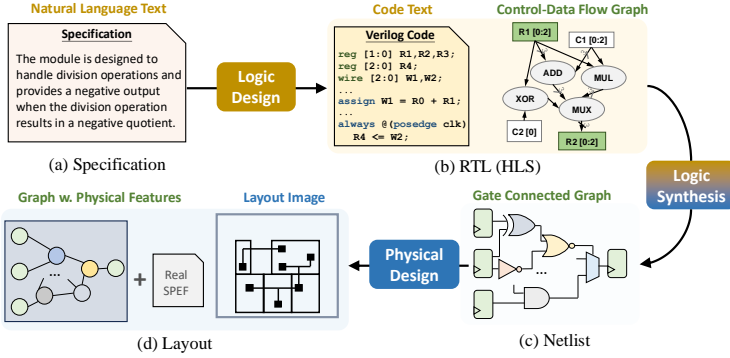 Natural Language Text
Specification
The module is designed to
handle division operations and
provides a negative output
when the division operation
results in a negative quotient.
(a) Specification
Logic
Design
Code Text
Verilog Code
reg [1:0] R1,R2,R3;
reg [2:0] R4;
wire [2:0] W1,W2;
...
assign W1 = R0 + R1;
...
always @(posedge clk)
R4 <= W2;
Control-Data Flow Graph
R1 [0:2]
C1 [0:2]
ADD
MUL
XOR
MUX
C2 [0]
R2 [0:2]
(b) RTL (HLS)
Logic
Synthesis
Gate Connected Graph
...
...
(c) Netlist
Physical
Design
Graph w. Physical Features
...
+
Real
SPEF
Layout Image
(d) Layout